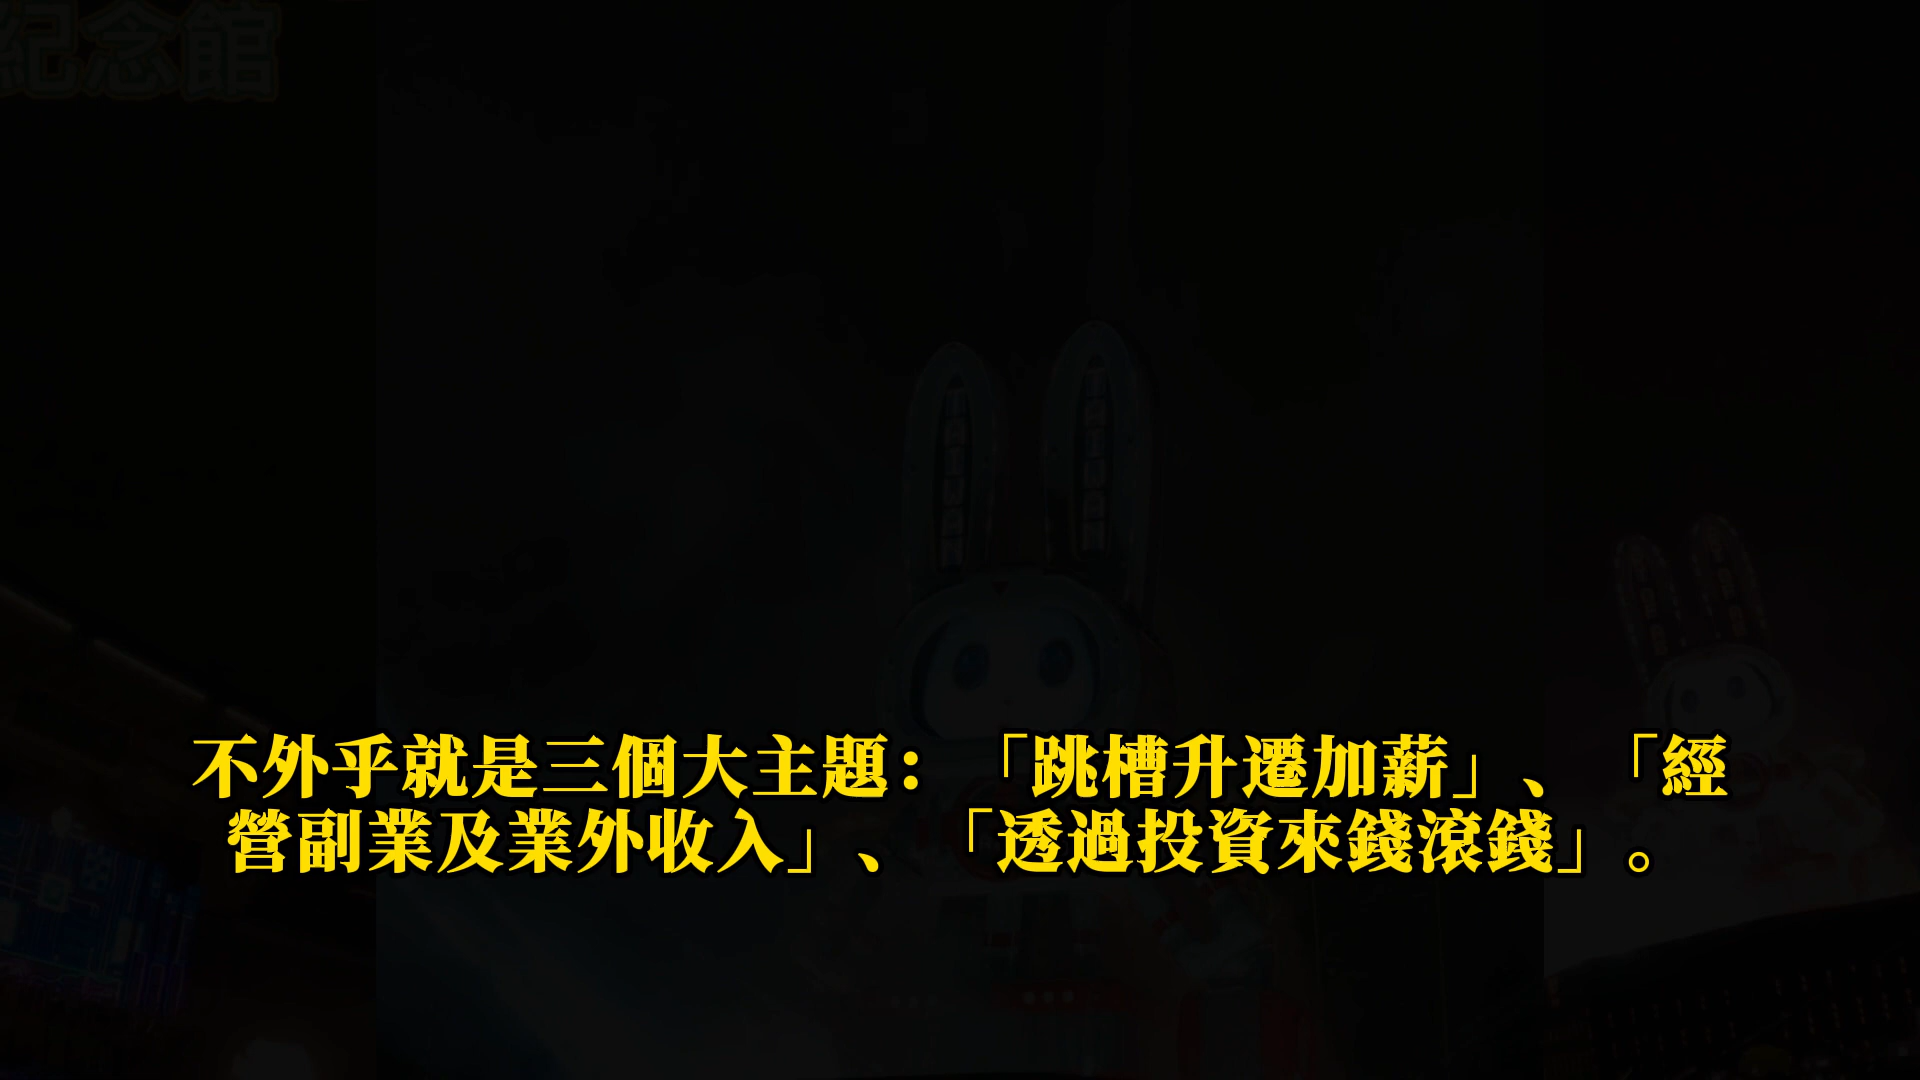 紀念館
不外乎就是三個大主題：「跳槽升遷加薪」、「經
營副業及業外收入」、「透過投資來錢滾錢」。